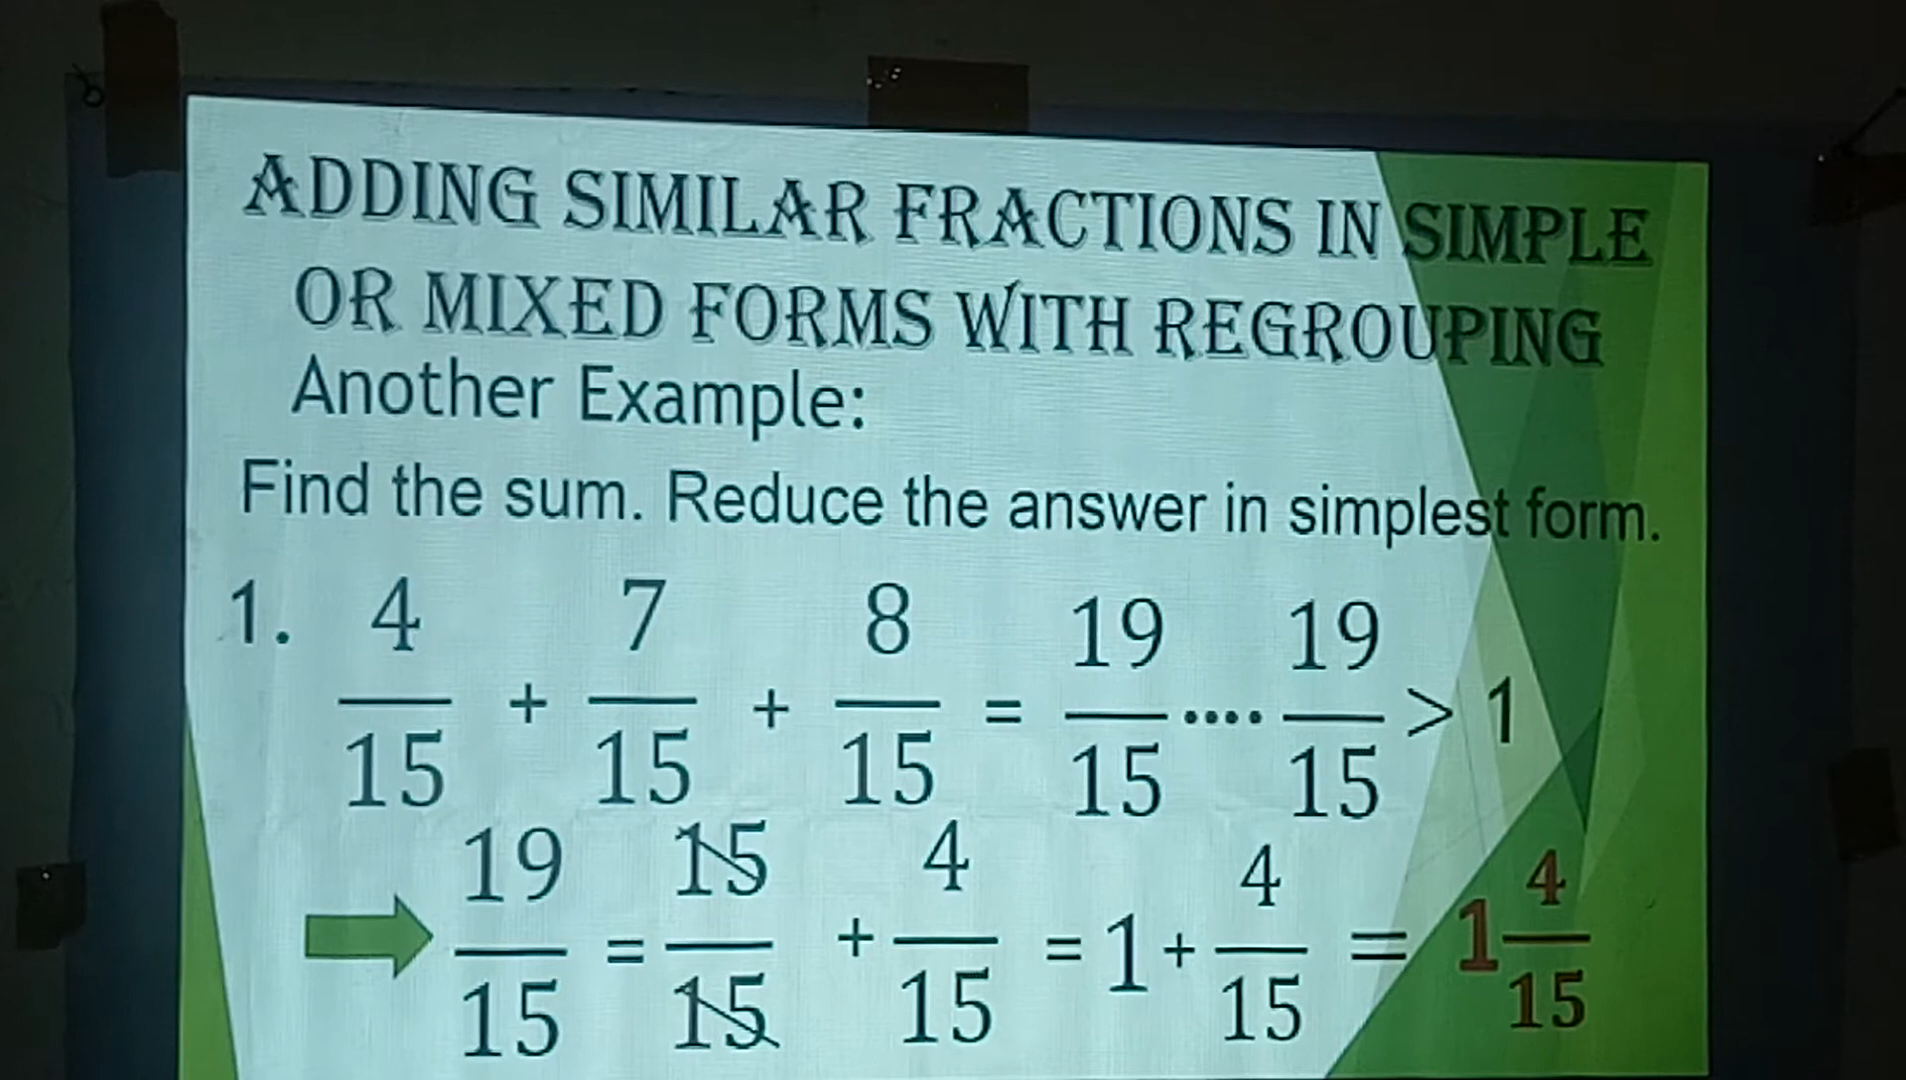 ADDING SIMILAR FRACTIONS IN SIMPLE
OR MIXED FORMS WITH REGROUPING
Another Example:
Find the sum. Reduce the answer in simplest form.
1. 4/15 + 7/15 + 8/15 = 19/15 .... 19/15 > 1
19/15 = 15/15 + 4/15 = 1 + 4/15 = 1 4/15